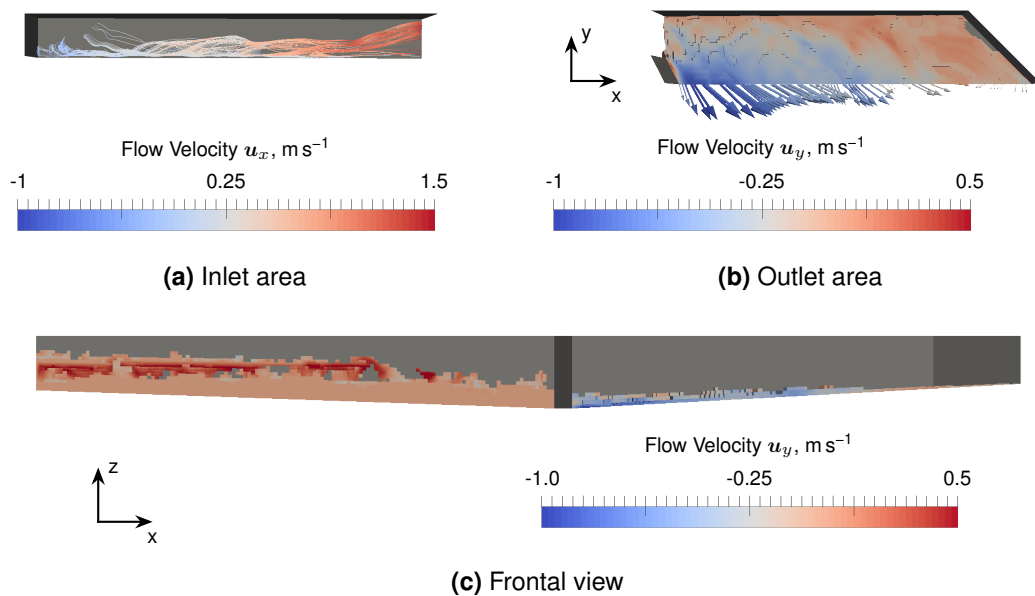 y
x
Flow Velocity u_x, m s⁻¹
-1 0.25 1.5
(a) Inlet area
Flow Velocity u_y, m s⁻¹
-1 -0.25 0.5
(b) Outlet area
z
x
Flow Velocity u_y, m s⁻¹
-1.0 -0.25 0.5
(c) Frontal view